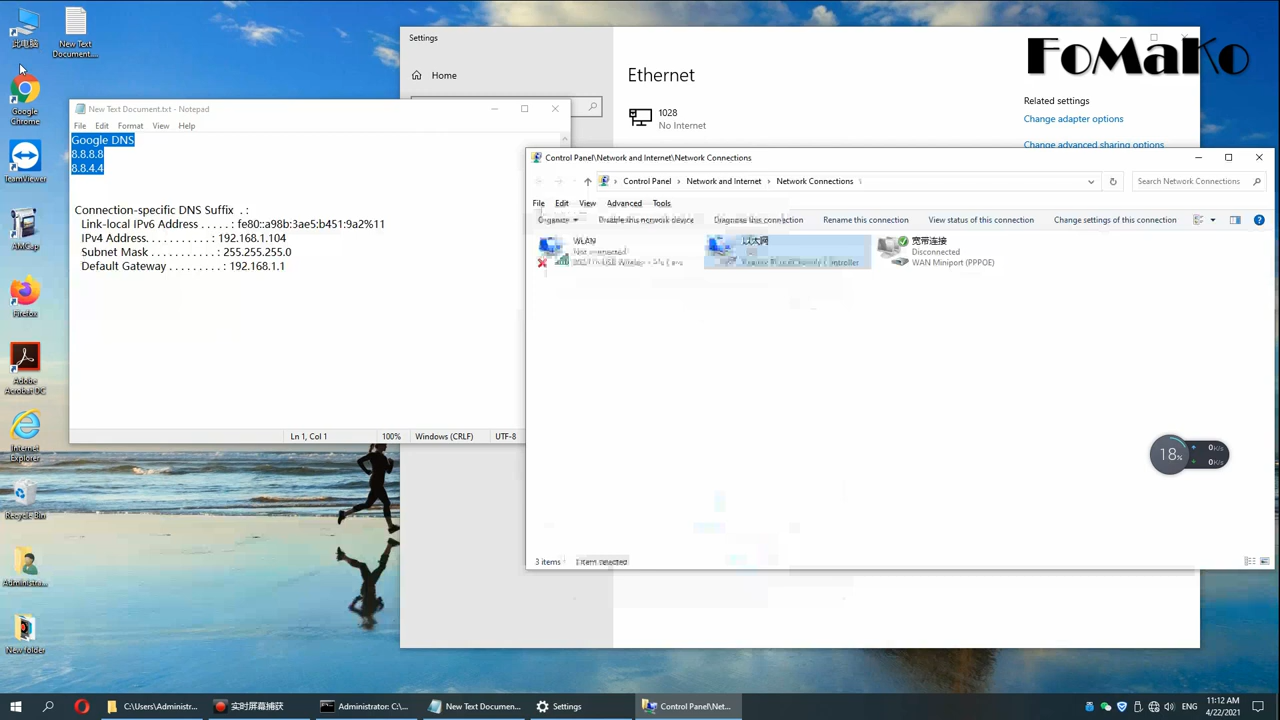 此电脑
New Text
Document....
Google
Chrome
TeamViewer
AMCap
Firefox
Adobe
Acrobat DC
Internet
Explorer
Recycle Bin
Administra...
New folder
New Text Document.txt - Notepad
File Edit Format View Help
Google DNS
8.8.8.8
8.8.4.4
Connection-specific DNS Suffix . :
Link-local IPv6 Address . . . . . : fe80::a98b:3ae5:b451:9a2%11
IPv4 Address. . . . . . . . . . . : 192.168.1.104
Subnet Mask . . . . . . . . . . . : 255.255.255.0
Default Gateway . . . . . . . . . : 192.168.1.1
Ln 1, Col 1 100% Windows (CRLF) UTF-8
Settings
Home
Ethernet
1028
No Internet
FoMaKo
Related settings
Change adapter options
Change advanced sharing options
Control Panel\Network and Internet\Network Connections
Control Panel Network and Internet Network Connections
Search Network Connections
File Edit View Advanced Tools
Organize Disable this network device Diagnose this connection Rename this connection View status of this connection Change settings of this connection
WLAN
Not connected
以太网
宽带连接
Disconnected
WAN Miniport (PPPOE)
3 items 1 item selected
18%
0K/s
0K/s
C:\Users\Administr...
实时屏幕捕获
Administrator: C:\...
New Text Documen...
Settings
Control Panel\Net...
11:12 AM
4/22/2021